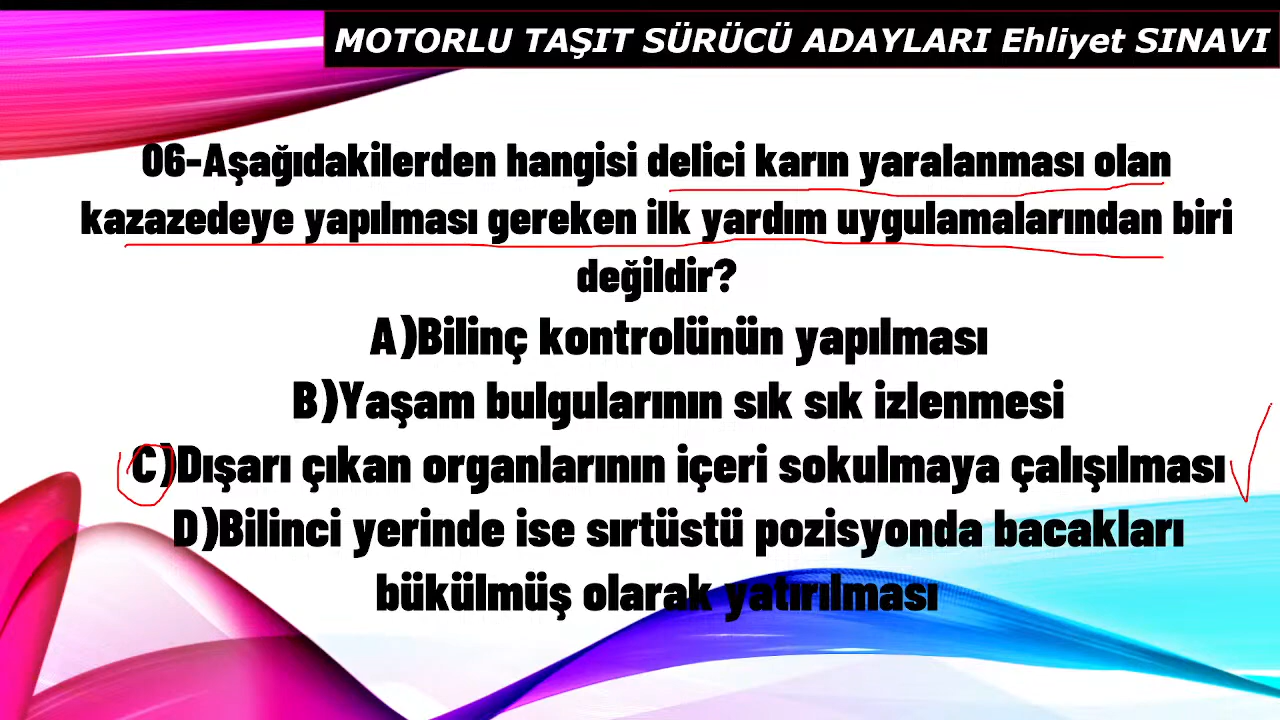 MOTORLU TAŞIT SÜRÜCÜ ADAYLARI Ehliyet SINAVI
06-Aşağıdakilerden hangisi delici karın yaralanması olan
kazazedeye yapılması gereken ilk yardım uygulamalarından biri
değildir?
A)Bilinç kontrolünün yapılması
B)Yaşam bulgularının sık sık izlenmesi
C)Dışarı çıkan organlarının içeri sokulmaya çalışılması
D)Bilinci yerinde ise sırtüstü pozisyonda bacakları
bükülmüş olarak yatırılması